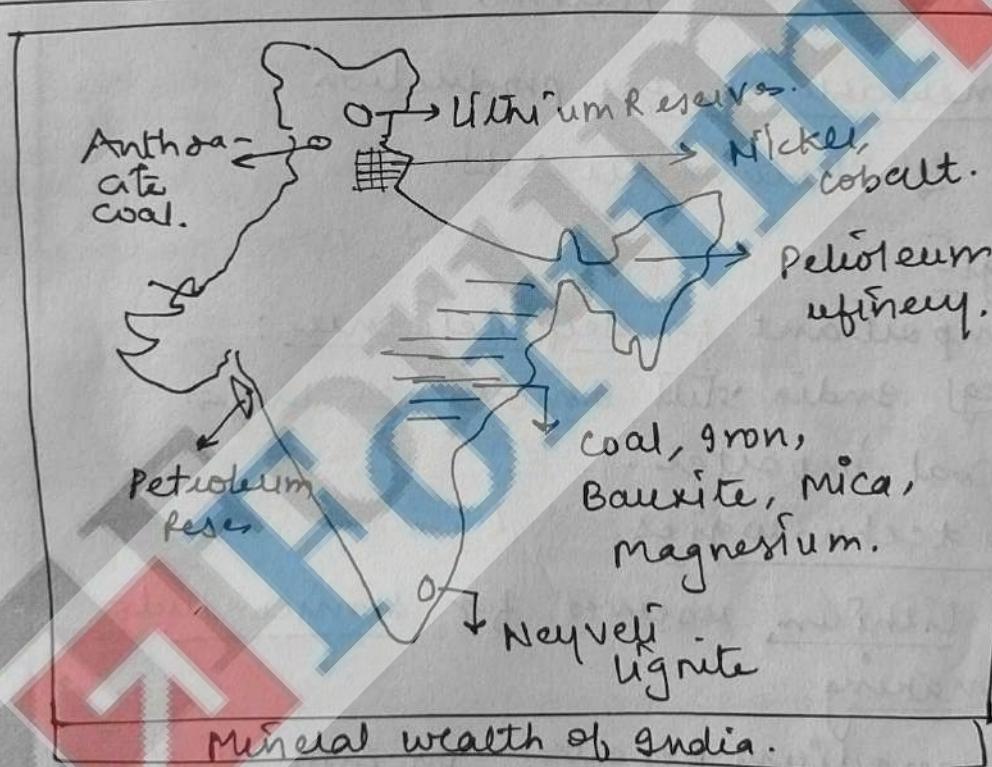 Lithium Reserves.
Anthra-
cite
coal.
Nickel,
cobalt.
Petroleum
refinery.
Petroleum
Reser
coal, Iron,
Bauxite, Mica,
Magnesium.
Neyveli
lignite
Mineral wealth of India.
ForumIAS